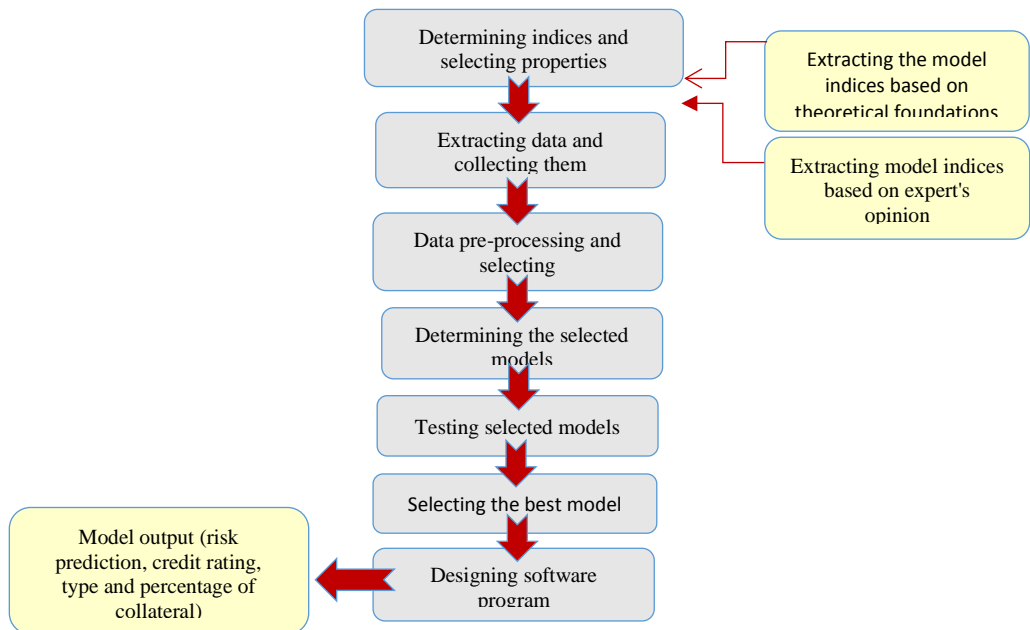 Determining indices and
selecting properties
Extracting the model
indices based on
theoretical foundations
Extracting data and
collecting them
Extracting model indices
based on expert's
opinion
Data pre-processing and
selecting
Determining the selected
models
Testing selected models
Selecting the best model
Model output (risk
prediction, credit rating,
type and percentage of
collateral)
Designing software
program